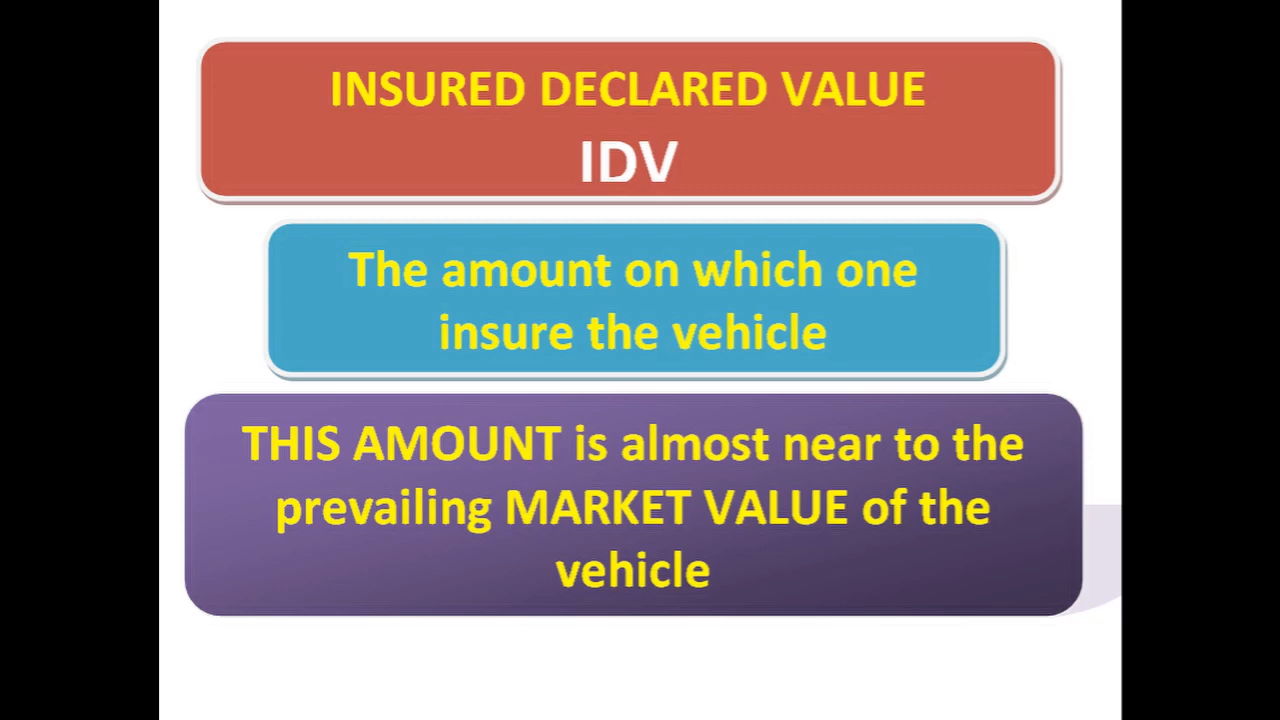 INSURED DECLARED VALUE
IDV
The amount on which one
insure the vehicle
THIS AMOUNT is almost near to the
prevailing MARKET VALUE of the
vehicle